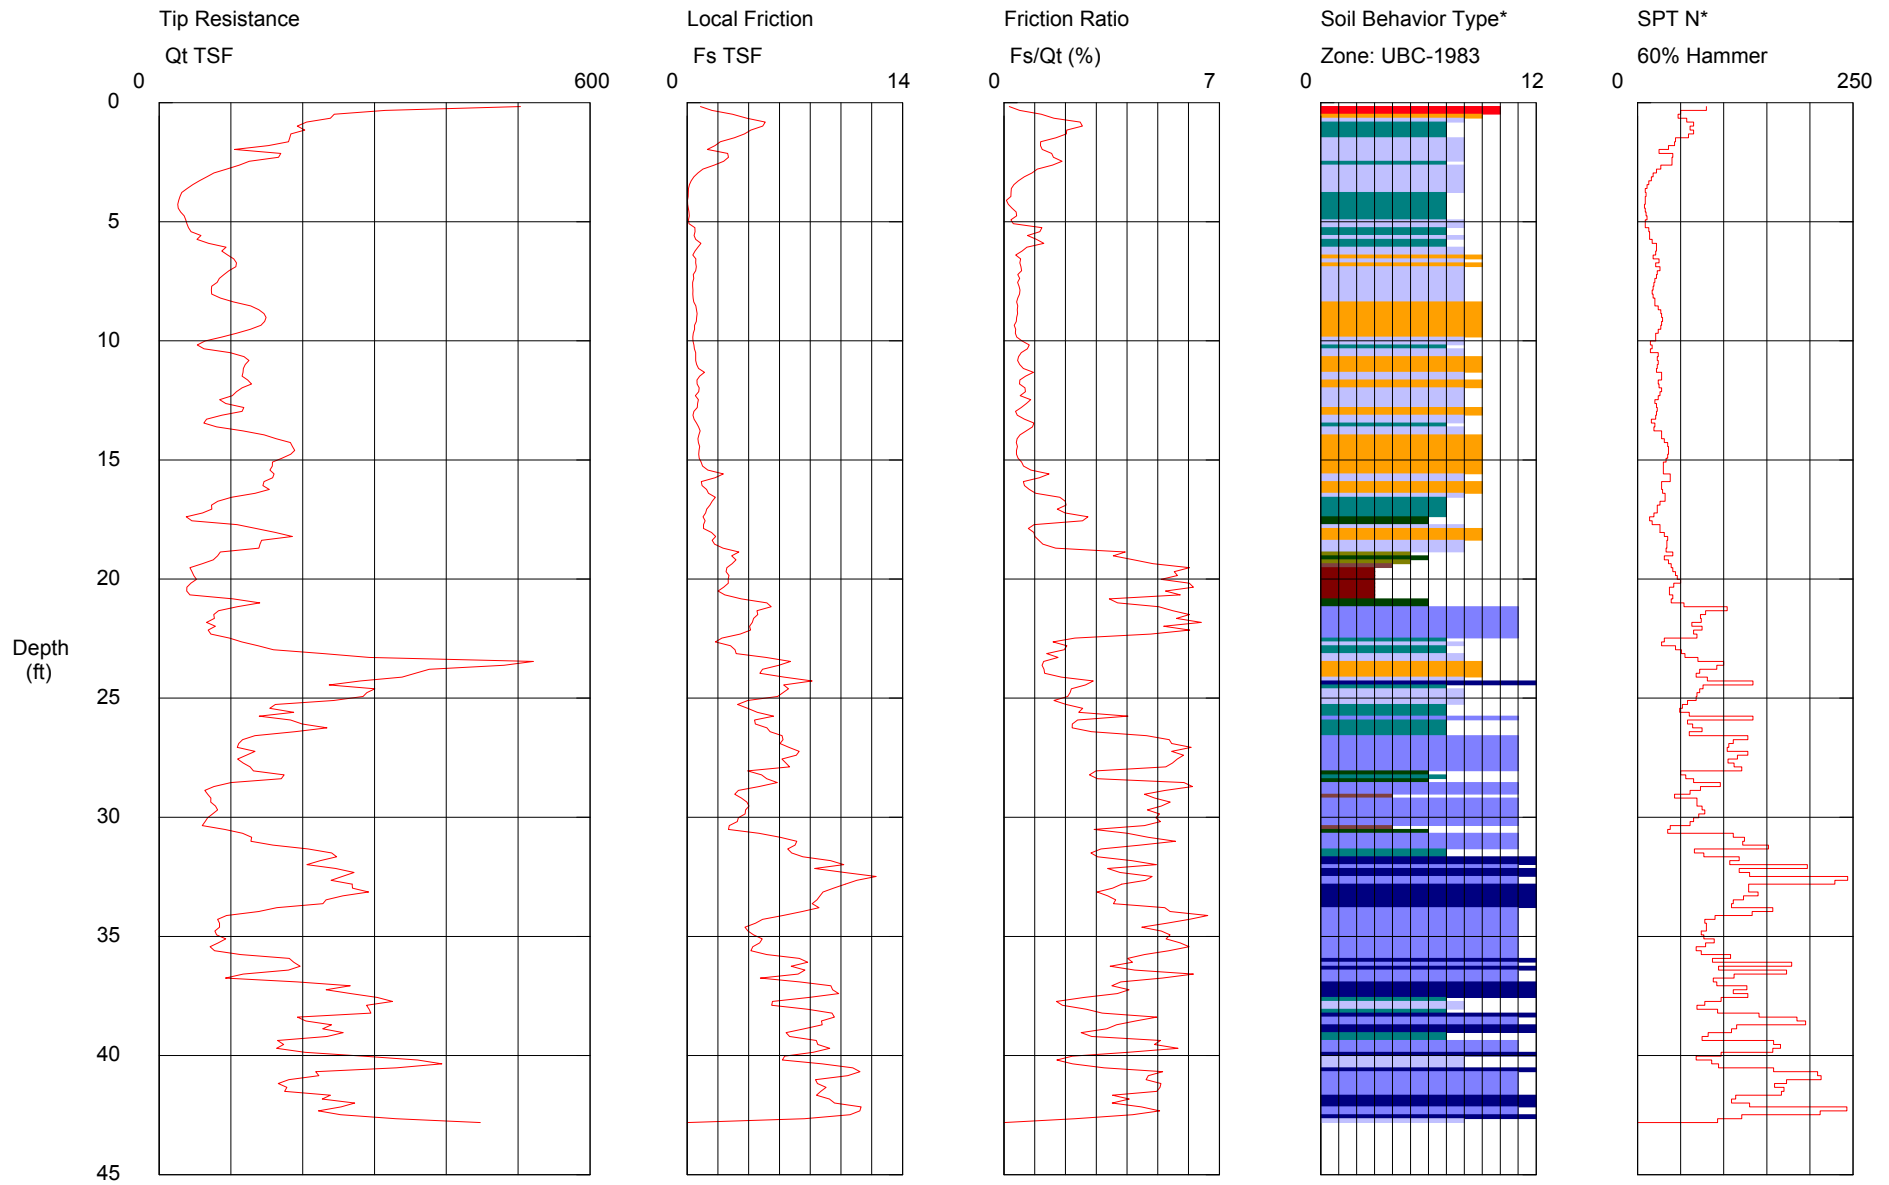 Tip Resistance
Qt TSF
0 600
Local Friction
Fs TSF
0 14
Friction Ratio
Fs/Qt (%)
0 7
Soil Behavior Type*
Zone: UBC-1983
0 12
SPT N*
60% Hammer
0 250
0
5
10
15
20
Depth
(ft)
25
30
35
40
45